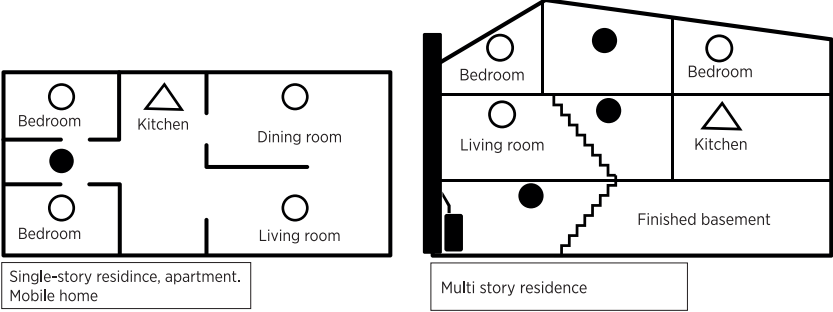 Bedroom
Kitchen
Dining room
Bedroom
Living room
Single-story residince, apartment.
Mobile home
Bedroom
Bedroom
Living room
Kitchen
Finished basement
Multi story residence